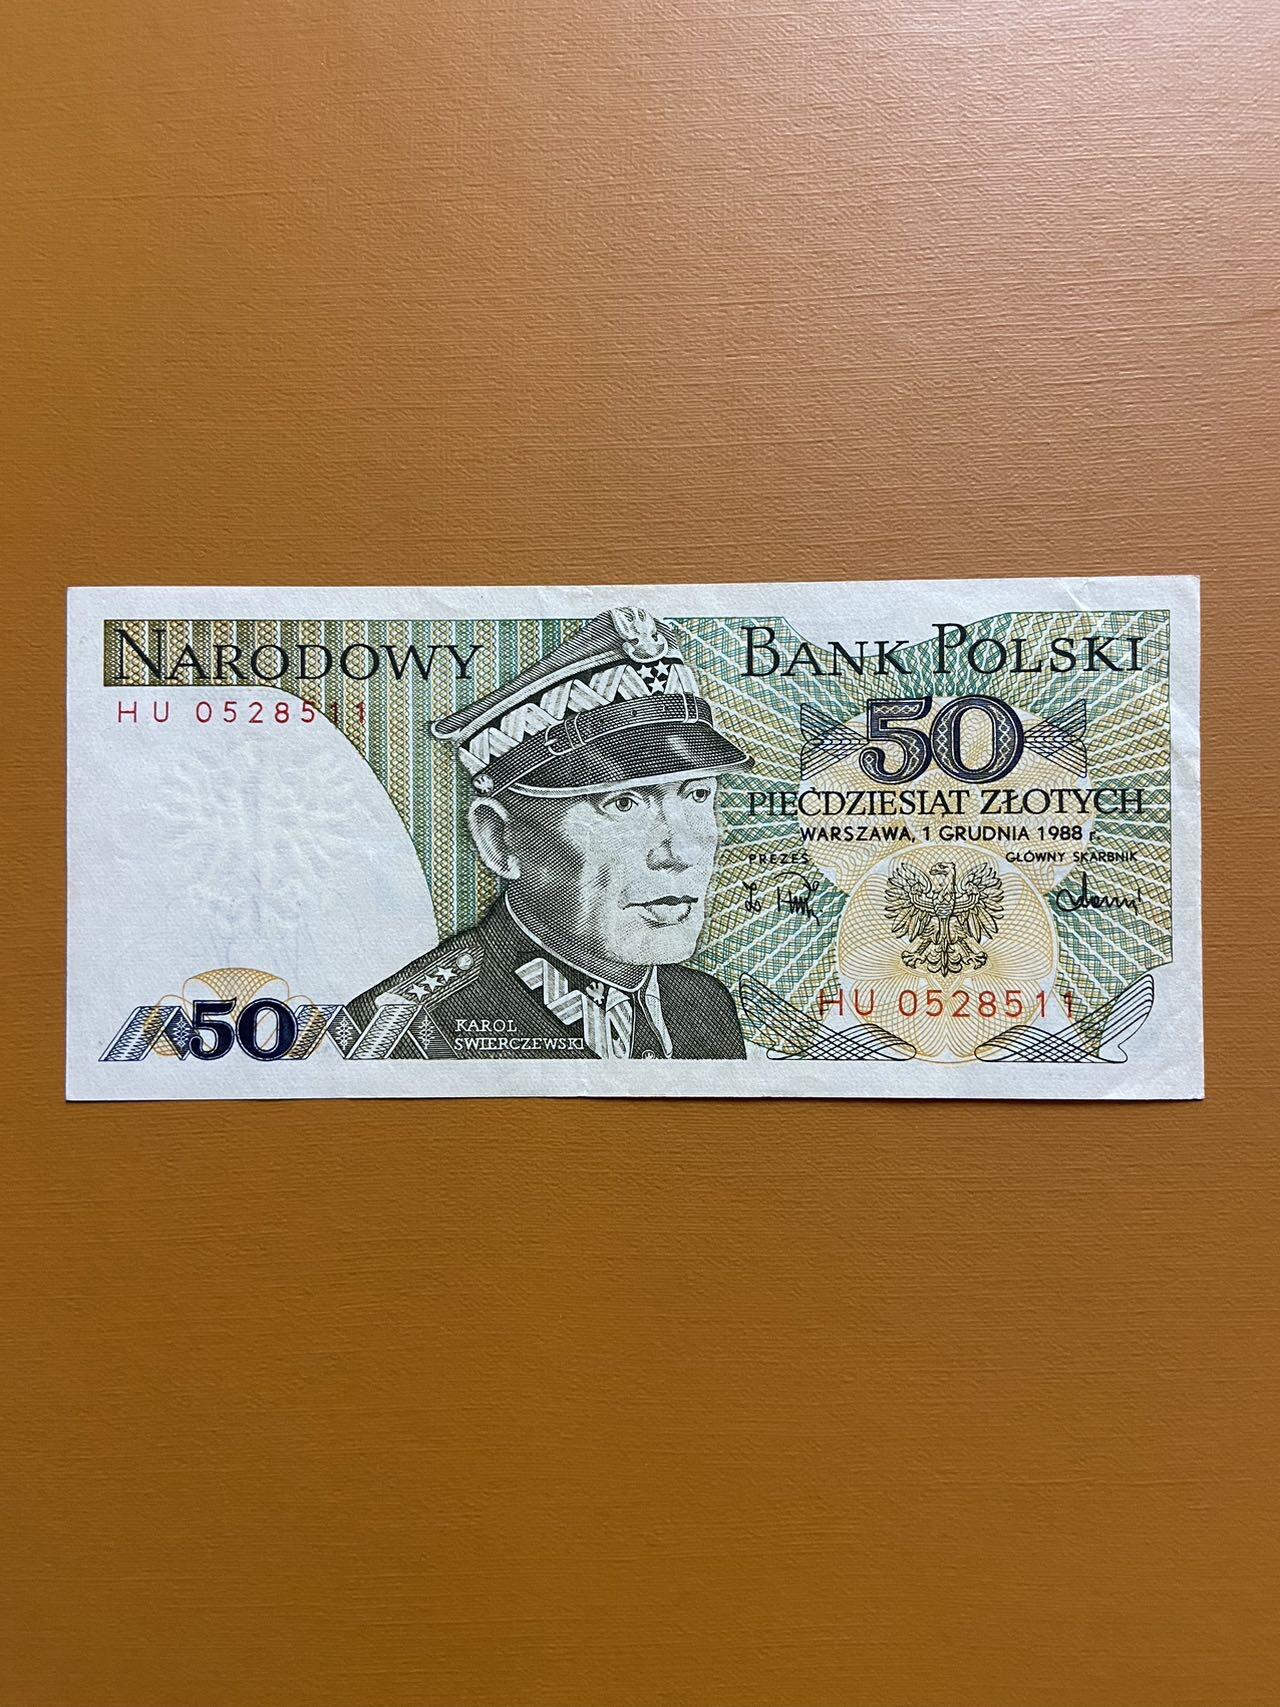 NARODOWY BANK POLSKI
HU 0528511
50
PIĘĆDZIESIĄT ZŁOTYCH
WARSZAWA, 1 GRUDNIA 1988 r.
PREZES GŁÓWNY SKARBNIK
HU 0528511
50
KAROL
ŚWIERCZEWSKI